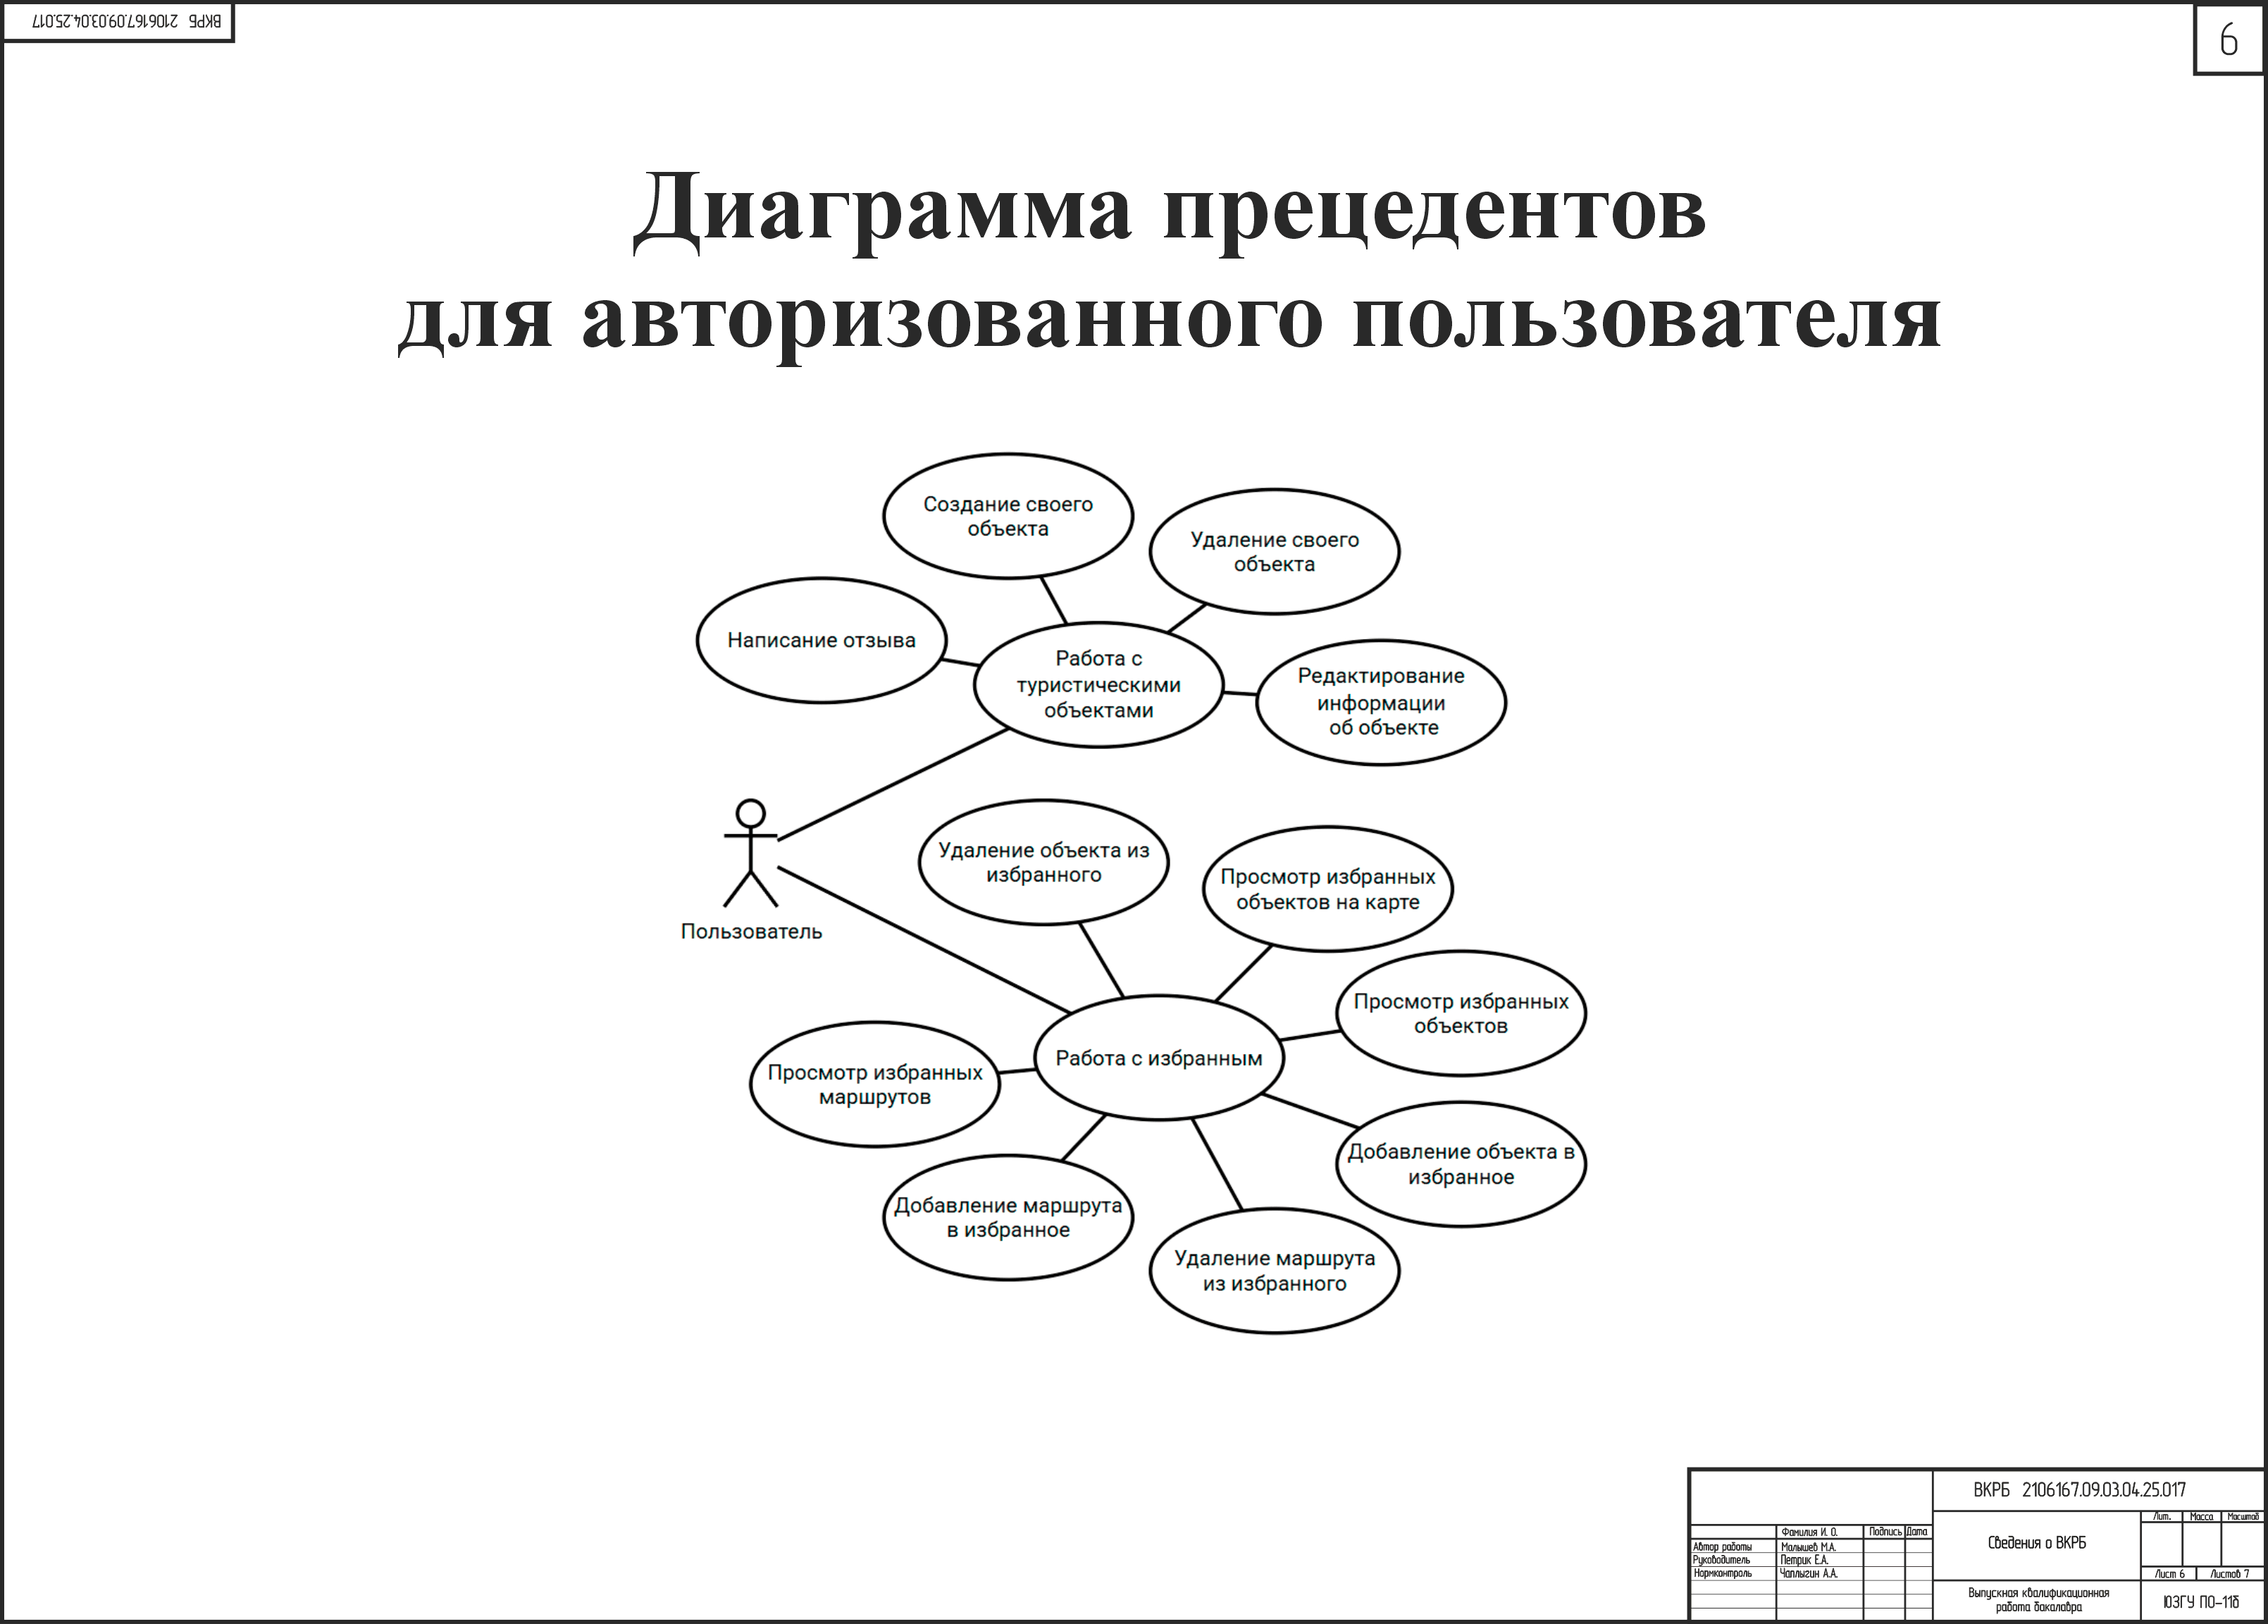 ВКРБ 2106167.09.03.04.25.017
6
Диаграмма прецедентов
для авторизованного пользователя
Создание своего
объекта
Удаление своего
объекта
Написание отзыва
Работа с
туристическими
объектами
Редактирование
информации
об объекте
Удаление объекта из
избранного
Просмотр избранных
объектов на карте
Пользователь
Просмотр избранных
объектов
Работа с избранным
Просмотр избранных
маршрутов
Добавление объекта в
избранное
Добавление маршрута
в избранное
Удаление маршрута
из избранного
ВКРБ 2106167.09.03.04.25.017
Лит. Масса Масштаб
Фамилия И. О. Подпись Дата
Сведения о ВКРБ
Автор работы Малышев М.А.
Руководитель Петрик Е.А.
Нормконтроль Чаплыгин А.А.
Лист 6 Листов 7
Выпускная квалификационная
работа бакалавра
ЮЗГУ ПО-11б